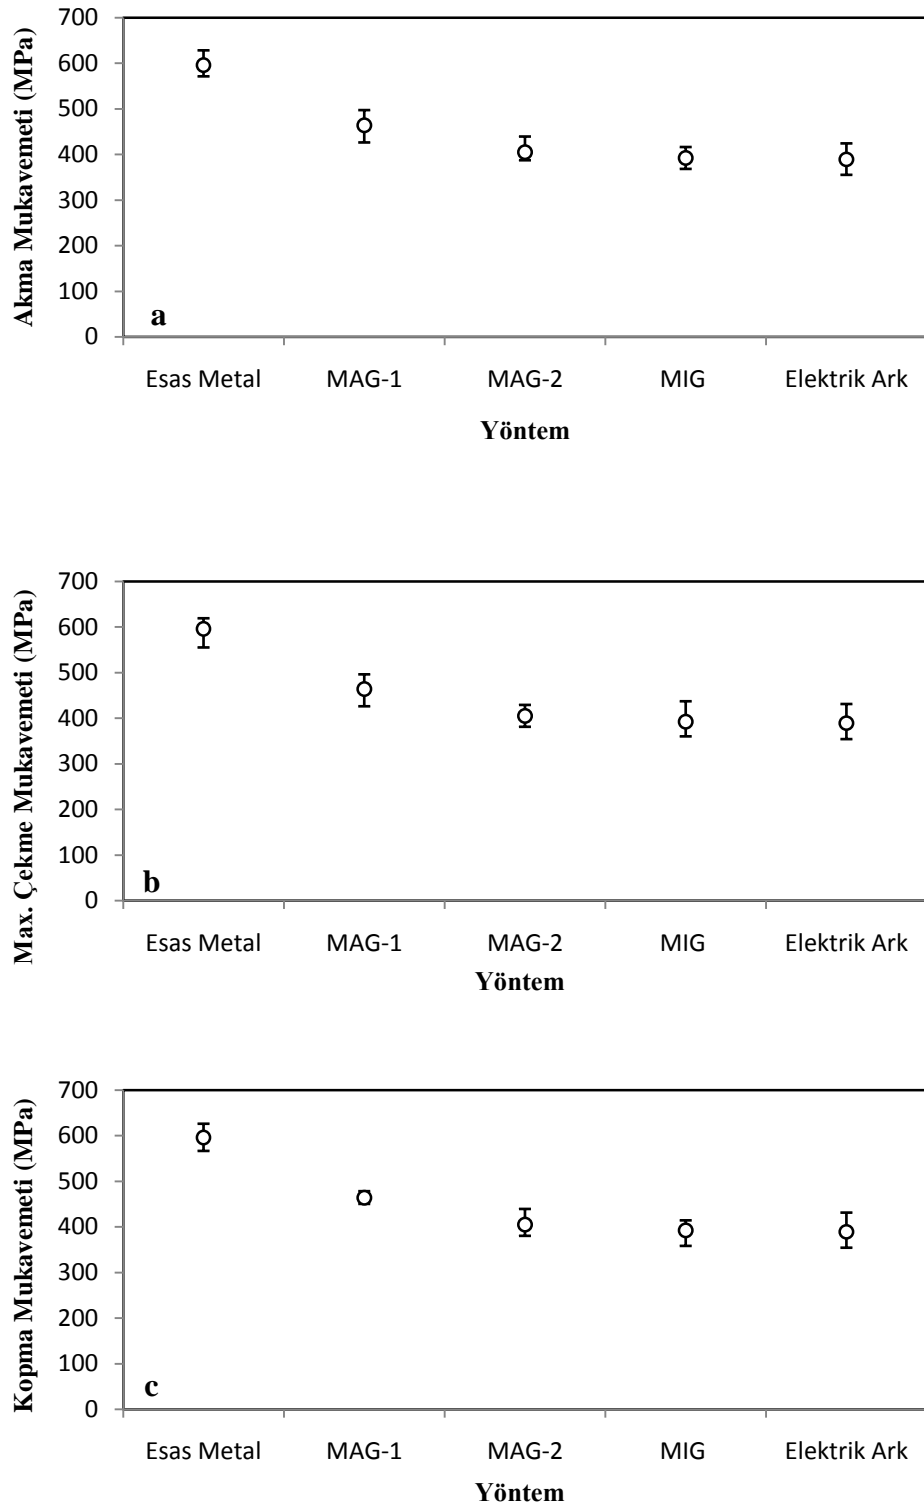 Akma Mukavemeti (MPa)
700
600
500
400
300
200
100
0
a
Esas Metal MAG-1 MAG-2 MIG Elektrik Ark
Yöntem
Max. Çekme Mukavemeti (MPa)
700
600
500
400
300
200
100
0
b
Esas Metal MAG-1 MAG-2 MIG Elektrik Ark
Yöntem
Kopma Mukavemeti (MPa)
700
600
500
400
300
200
100
0
c
Esas Metal MAG-1 MAG-2 MIG Elektrik Ark
Yöntem